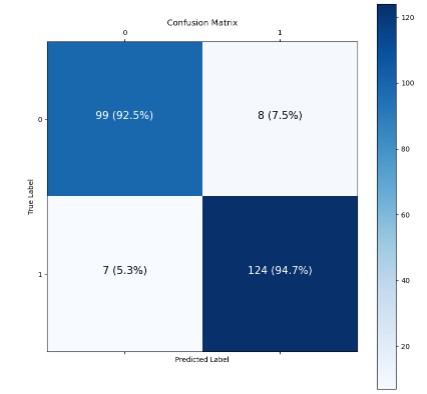 Confusion Matrix
0 1
0 99 (92.5%) 8 (7.5%)
1 7 (5.3%) 124 (94.7%)
True Label
Predicted Label
120
100
80
60
40
20